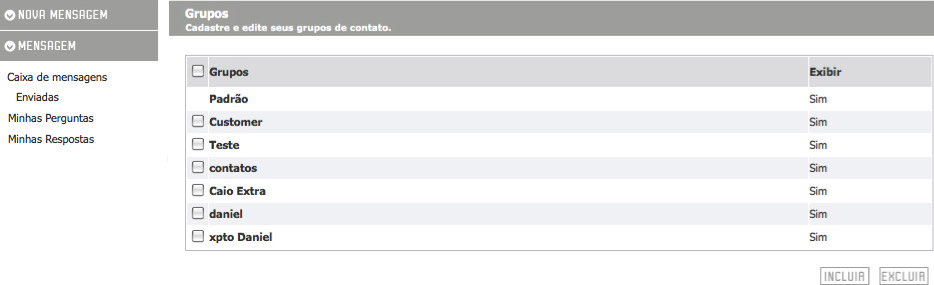 NOVA MENSAGEM
MENSAGEM
Caixa de mensagens
Enviadas
Minhas Perguntas
Minhas Respostas
Grupos
Cadastre e edite seus grupos de contato.
Grupos Exibir
Padrão Sim
Customer Sim
Teste Sim
contatos Sim
Caio Extra Sim
daniel Sim
xpto Daniel Sim
INCLUIR EXCLUIR